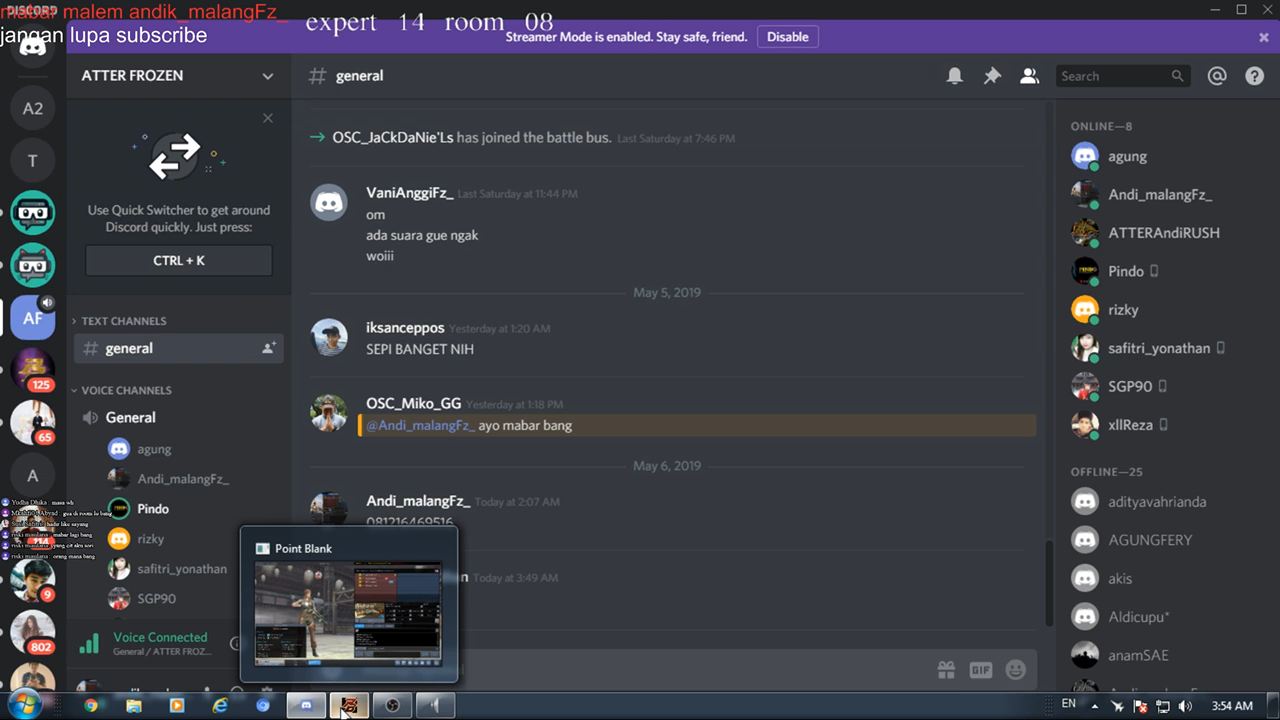 DISCORD
mabar malem andik_malangFz_
jangan lupa subscribe
expert 14 room 08
Streamer Mode is enabled. Stay safe, friend.
Disable
ATTER FROZEN
general
Search
A2
T
AF
125
65
A
9
802
Use Quick Switcher to get around
Discord quickly. Just press:
CTRL + K
TEXT CHANNELS
general
VOICE CHANNELS
General
agung
Andi_malangFz_
Pindo
rizky
safitri_yonathan
SGP90
Voice Connected
General / ATTER FROZ...
OSC_JaCkDaNie'Ls has joined the battle bus. Last Saturday at 7:46 PM
VaniAnggiFz_ Last Saturday at 11:44 PM
om
ada suara gue ngak
woiii
May 5, 2019
iksanceppos Yesterday at 1:20 AM
SEPI BANGET NIH
OSC_Miko_GG Yesterday at 1:18 PM
@Andi_malangFz_ ayo mabar bang
May 6, 2019
Andi_malangFz_ Today at 2:07 AM
081216469516
Today at 3:49 AM
Point Blank
GIF
ONLINE—8
agung
Andi_malangFz_
ATTERAndiRUSH
Pindo
rizky
safitri_yonathan
SGP90
xllReza
OFFLINE—25
adityavahrianda
AGUNGFERY
akis
Aldicupu*
anamSAE
EN
3:54 AM